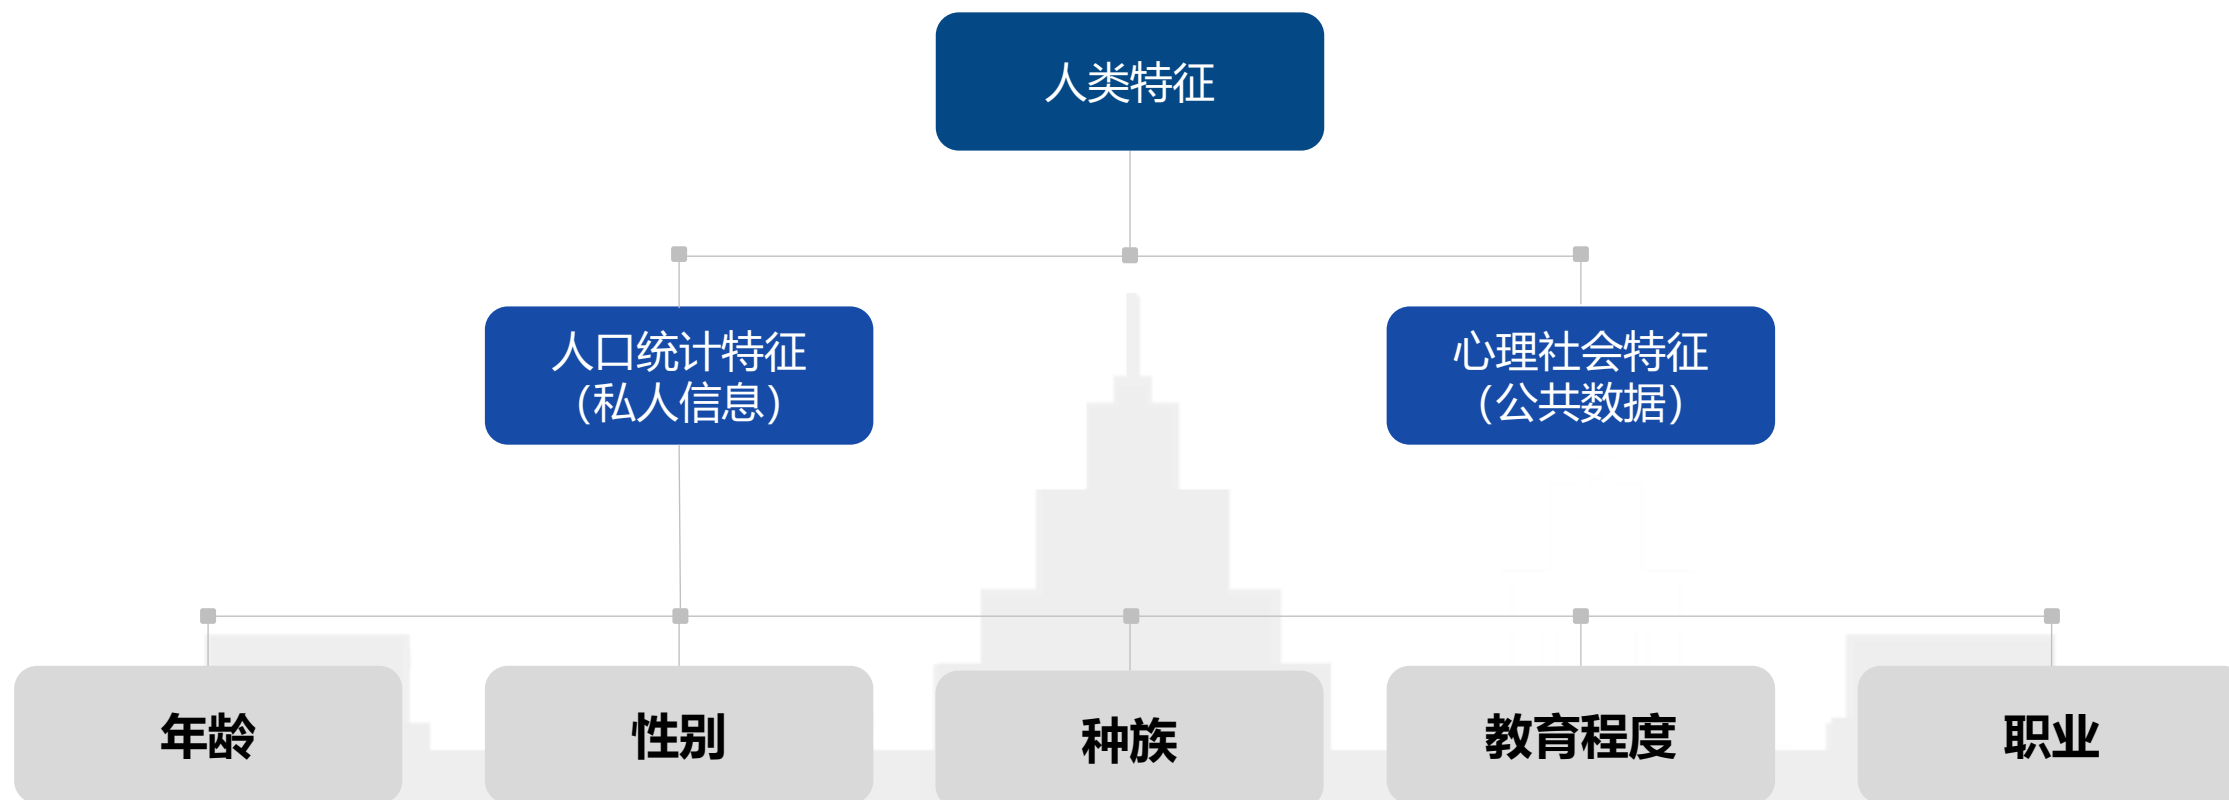 人类特征
人口统计特征
（私人信息）
心理社会特征
（公共数据）
年龄
性别
种族
教育程度
职业